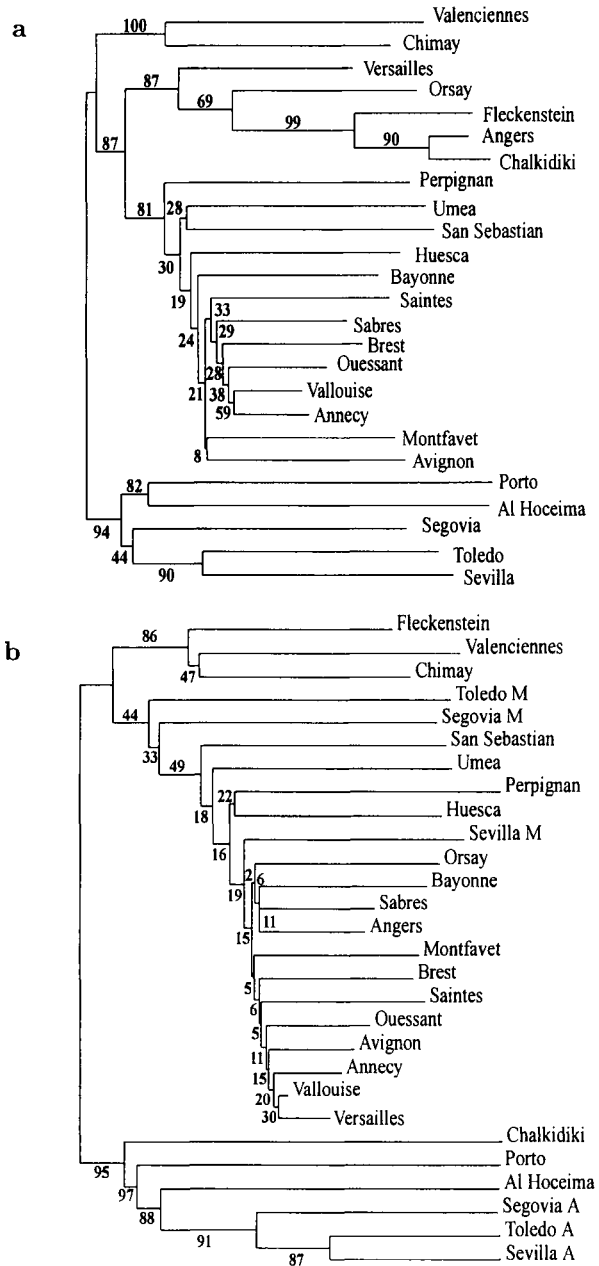 a
Valenciennes
100
Chimay
Versailles
87
Orsay
69
Fleckenstein
99
Angers
90
87
Chalkidiki
Perpignan
81 28
Umea
San Sebastian
30
Huesca
19
Bayonne
Saintes
33
Sabres
24 29
Brest
28
Ouessant
21 38
Vallouise
59
Annecy
Montfavet
8
Avignon
82
Porto
Al Hoceima
94
Segovia
44
Toledo
90
Sevilla
b
Fleckenstein
86
Valenciennes
47
Chimay
Toledo M
44
Segovia M
33
San Sebastian
49
Umea
22
Perpignan
18
Huesca
Sevilla M
16
Orsay
2 6
Bayonne
19
Sabres
11
Angers
15
Montfavet
Brest
5
Saintes
6
Ouessant
5
Avignon
11
Annecy
15
Vallouise
20
30
Versailles
Chalkidiki
95
Porto
97
Al Hoceima
88
Segovia A
91
Toledo A
87
Sevilla A